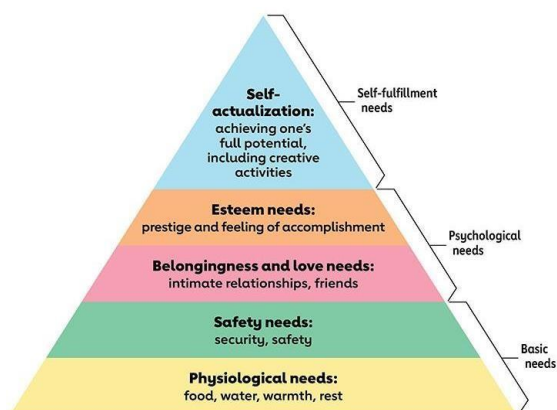 Self-
actualization:
achieving one's
full potential,
including creative
activities
Self-fulfillment
needs
Esteem needs:
prestige and feeling of accomplishment
Psychological
needs
Belongingness and love needs:
intimate relationships, friends
Safety needs:
security, safety
Basic
needs
Physiological needs:
food, water, warmth, rest